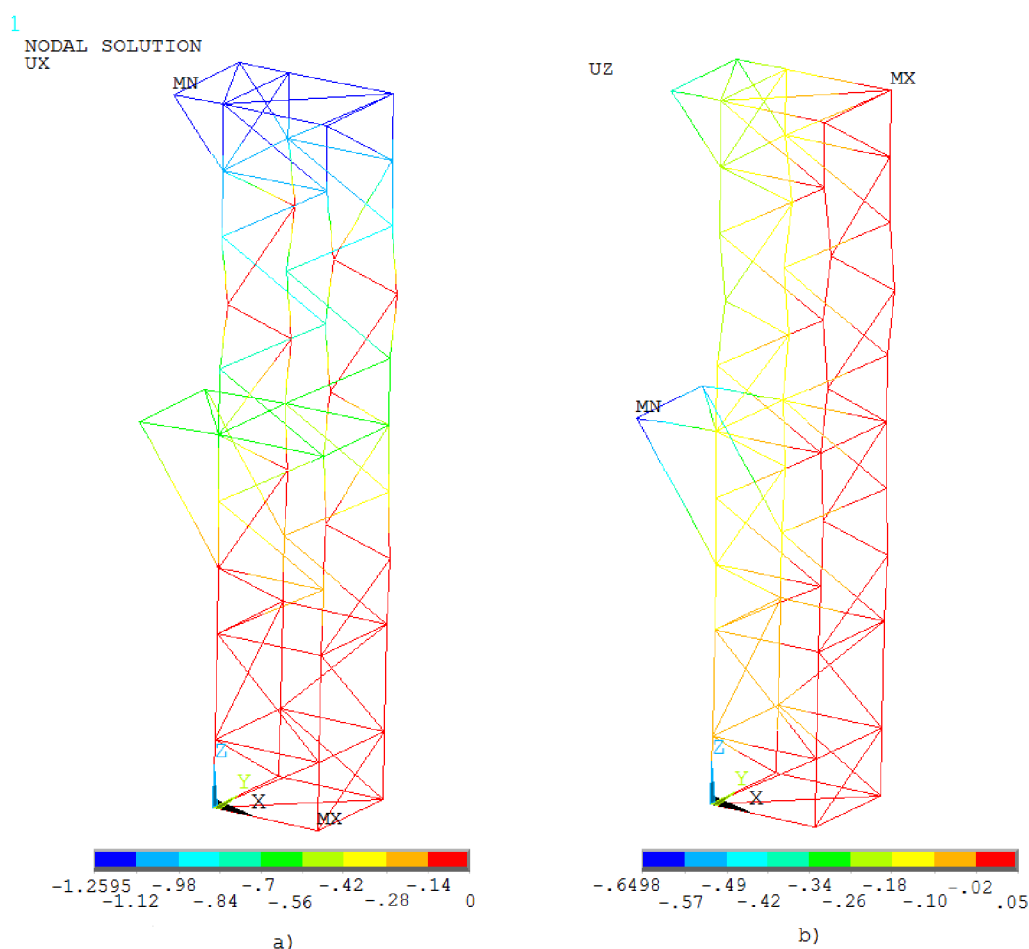 1
NODAL SOLUTION
UX
MN
Z
Y
X
MX
-1.2595 -.98 -.7 -.42 -.14
-1.12 -.84 -.56 -.28 0
a)
UZ
MX
MN
Z
Y
X
-.6498 -.49 -.34 -.18 -.02
-.57 -.42 -.26 -.10 .05
b)